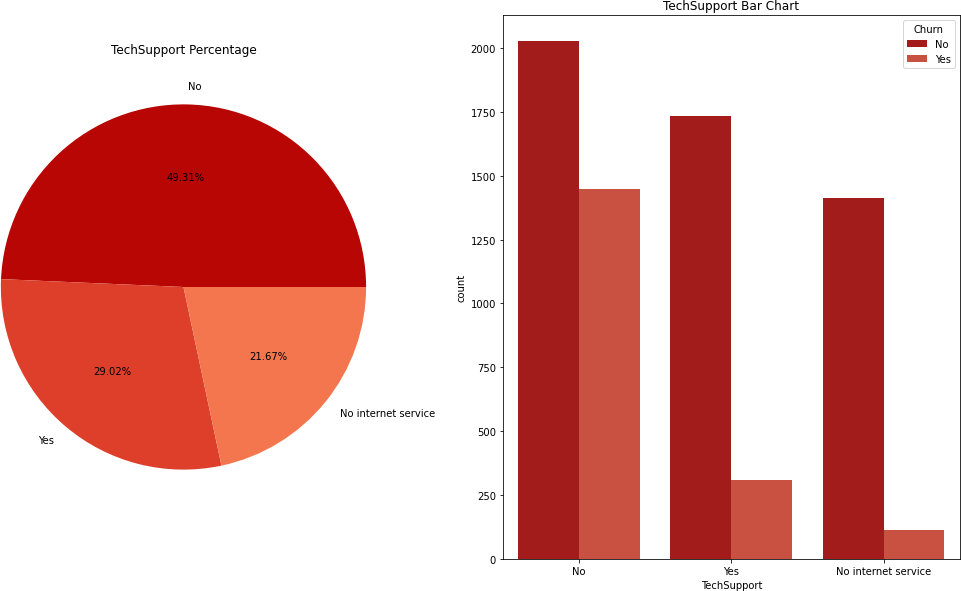 TechSupport Percentage
No
49.31%
29.02%
21.67%
No internet service
Yes
TechSupport Bar Chart
Churn
No
Yes
2000
1750
1500
1250
1000
750
500
250
0
count
No
Yes
No internet service
TechSupport